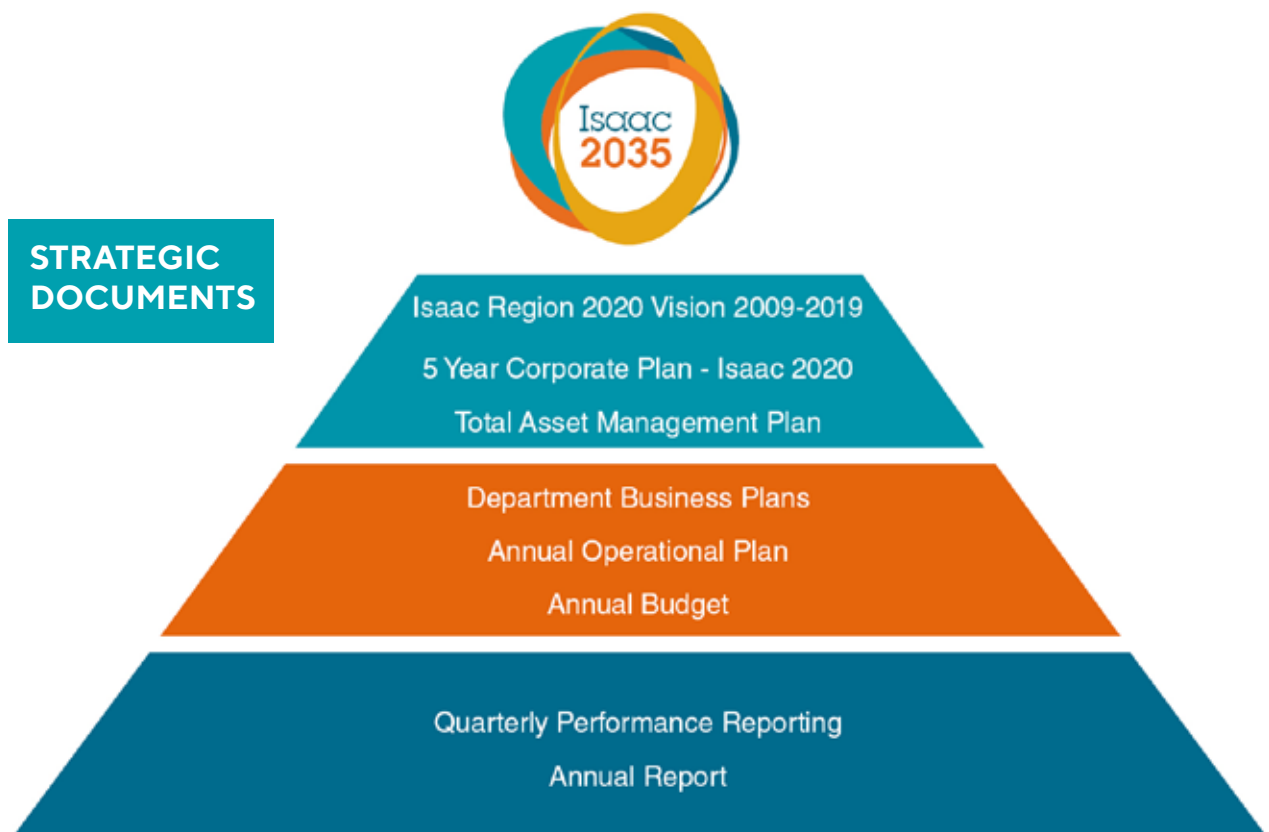 Isaac
2035
STRATEGIC
DOCUMENTS
Isaac Region 2020 Vision 2009-2019
5 Year Corporate Plan - Isaac 2020
Total Asset Management Plan
Department Business Plans
Annual Operational Plan
Annual Budget
Quarterly Performance Reporting
Annual Report